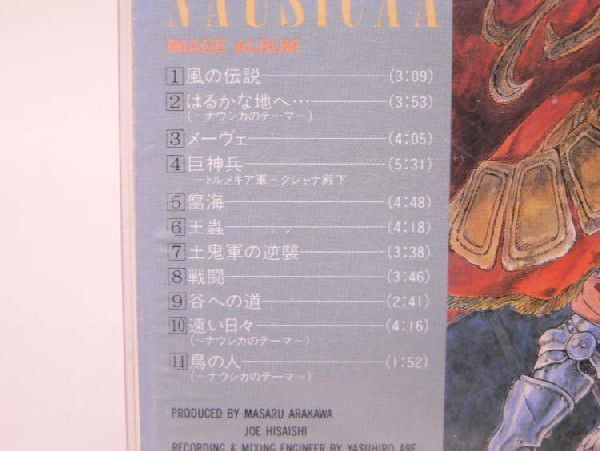 NAUSICAA
IMAGE ALBUM
1 風の伝説 (3:09)
2 はるかな地へ… (3:53)
(〜ナウシカのテーマ〜)
3 メーヴェ (4:05)
4 巨神兵 (5:31)
〜トルメキア軍〜クシャナ殿下
5 腐海 (4:48)
6 王蟲 (4:18)
7 土鬼軍の逆襲 (3:38)
8 戦闘 (3:46)
9 谷への道 (2:41)
10 遠い日々 (4:16)
(〜ナウシカのテーマ〜)
11 鳥の人 (1:52)
(〜ナウシカのテーマ〜)
PRODUCED BY MASARU ARAKAWA
JOE HISAISHI
RECORDING & MIXING ENGINEER BY YASUHIRO ABE